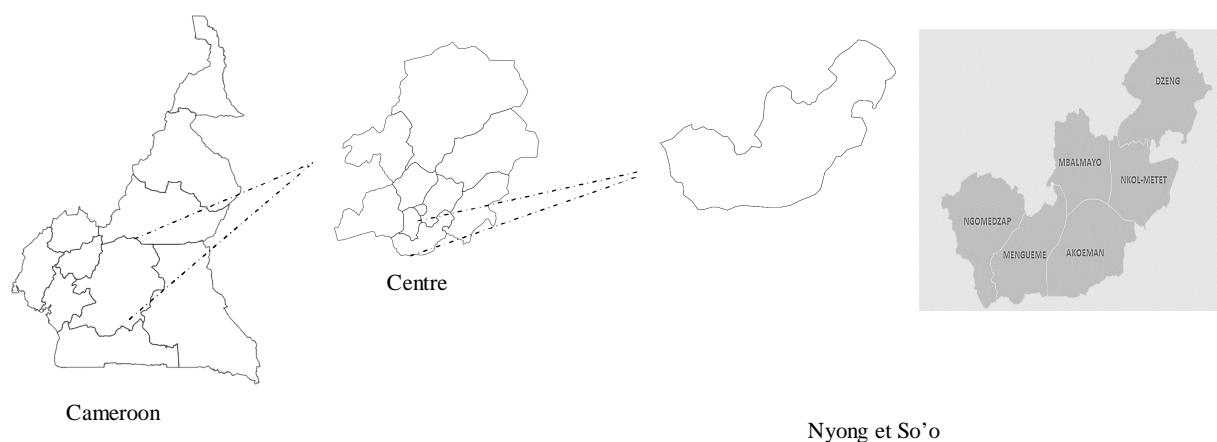 DZENG
MBALMAYO
NKOL-METET
NGOMEDZAP
MENGUEME
AKOEMAN
Centre
Cameroon
Nyong et So’o